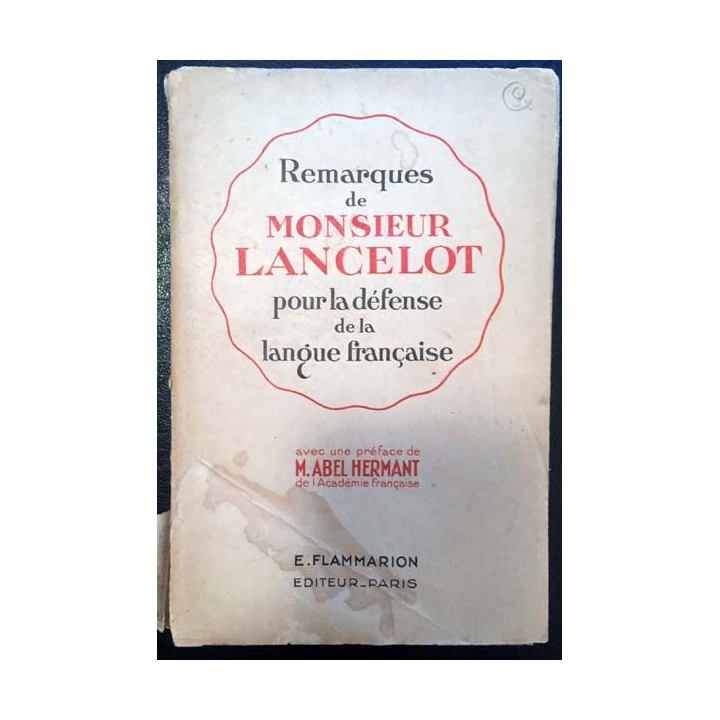 Remarques
de
MONSIEUR
LANCELOT
pour la défense
de la
langue française
avec une préface de
M. ABEL HERMANT
de l'Académie française
E. FLAMMARION
EDITEUR_PARIS